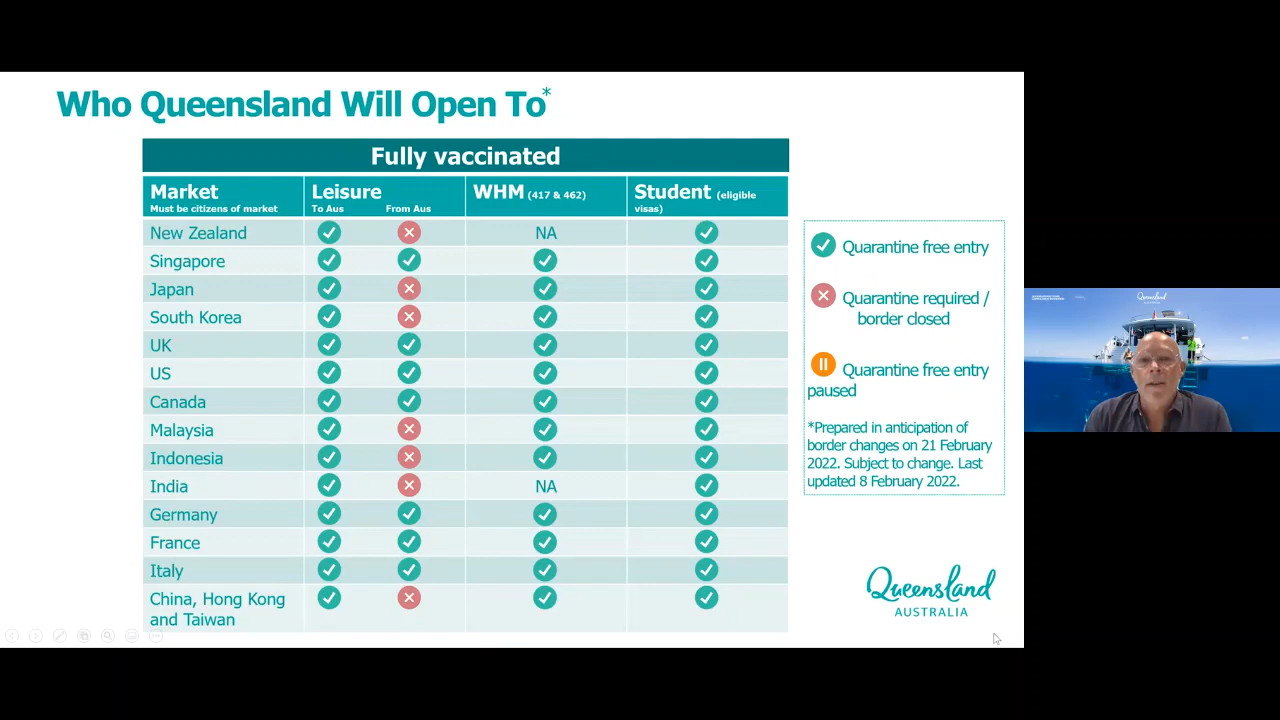 Who Queensland Will Open To*
Fully vaccinated
Market
Must be citizens of market
Leisure
To Aus From Aus
WHM (417 & 462)
Student (eligible
visas)
New Zealand NA
Singapore
Japan
South Korea
UK
US
Canada
Malaysia
Indonesia
India NA
Germany
France
Italy
China, Hong Kong
and Taiwan
Quarantine free entry
Quarantine required /
border closed
Quarantine free entry
paused
*Prepared in anticipation of
border changes on 21 February
2022. Subject to change. Last
updated 8 February 2022.
Queensland
AUSTRALIA
Queensland